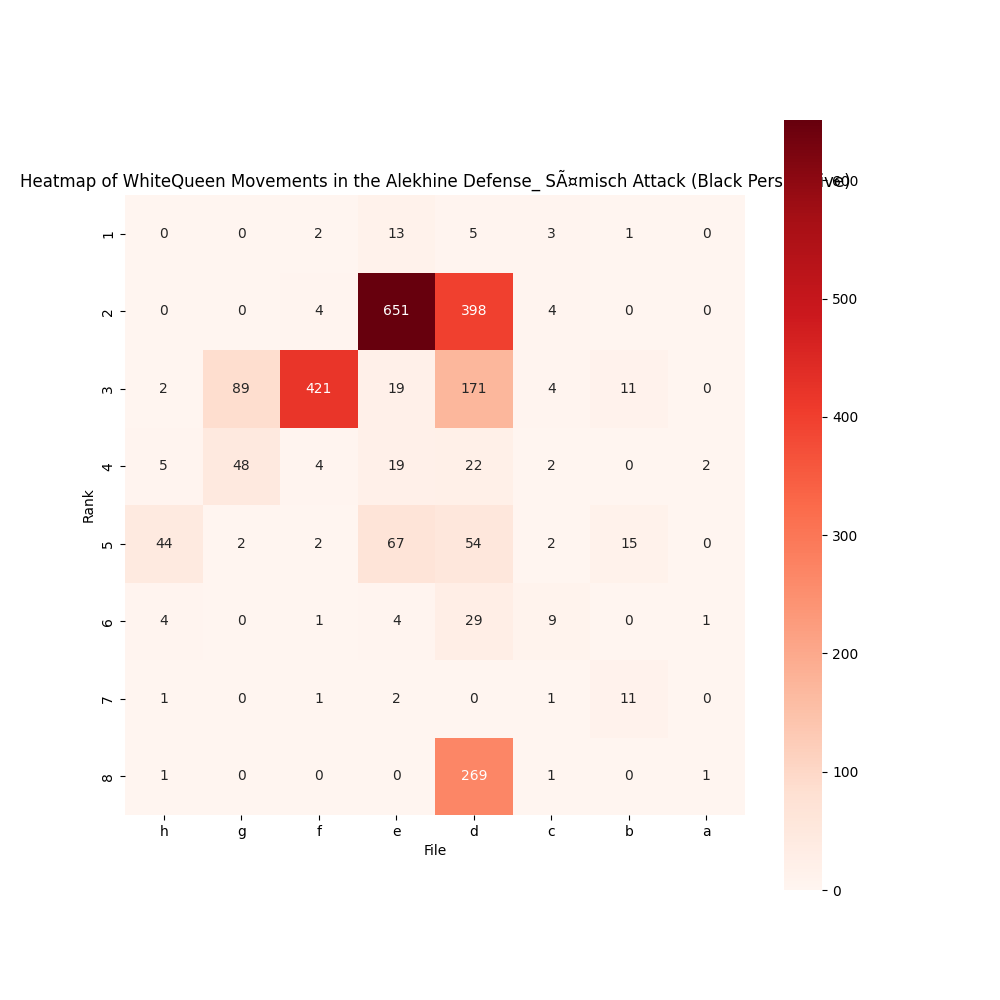 Heatmap of WhiteQueen Movements in the Alekhine Defense_ SÃ¤misch Attack (Black Perspective)
600
1 0 0 2 13 5 3 1 0
500
2 0 0 4 651 398 4 0 0
3 2 89 421 19 171 4 11 0
400
4 5 48 4 19 22 2 0 2
Rank
300
5 44 2 2 67 54 2 15 0
6 4 0 1 4 29 9 0 1
200
7 1 0 1 2 0 1 11 0
100
8 1 0 0 0 269 1 0 1
h g f e d c b a
File
0